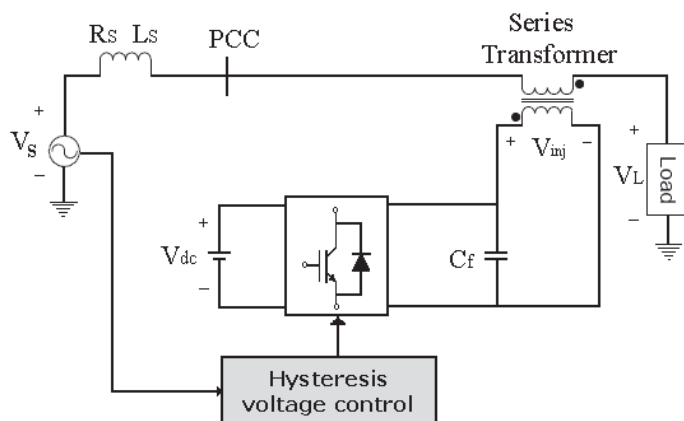 Series
Transformer
Rs Ls
PCC
+
Vs
−
+ Vinj −
+
VL
−
Load
+
Vdc
−
Cf
Hysteresis
voltage control